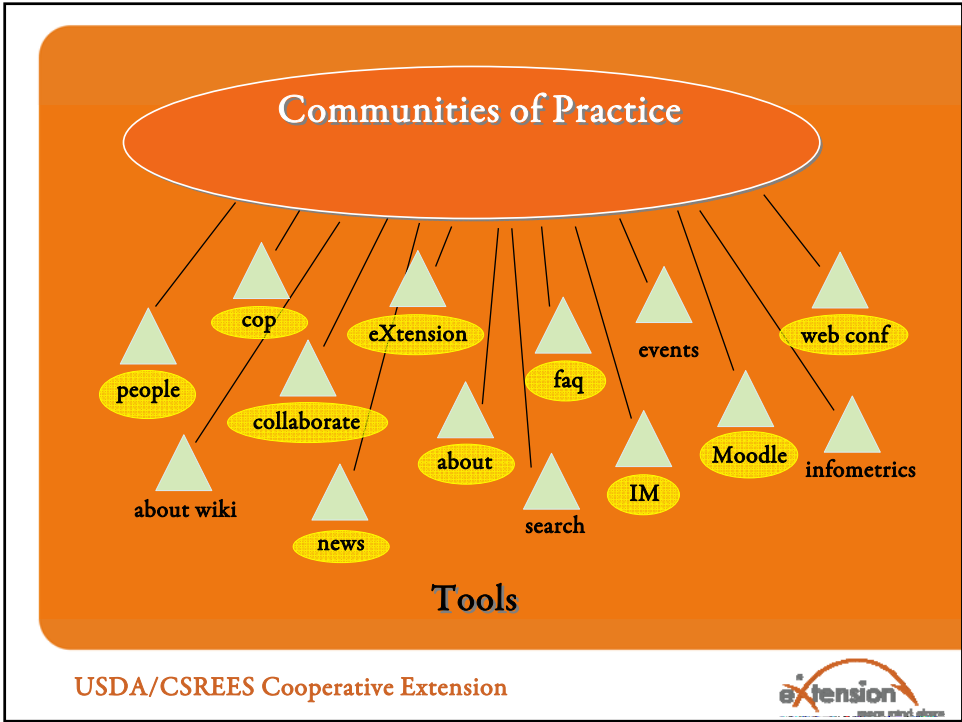 Communities of Practice
cop
eXtension
web conf
events
people
faq
collaborate
about
Moodle
infometrics
IM
about wiki
search
news
Tools
USDA/CSREES Cooperative Extension
eXtension